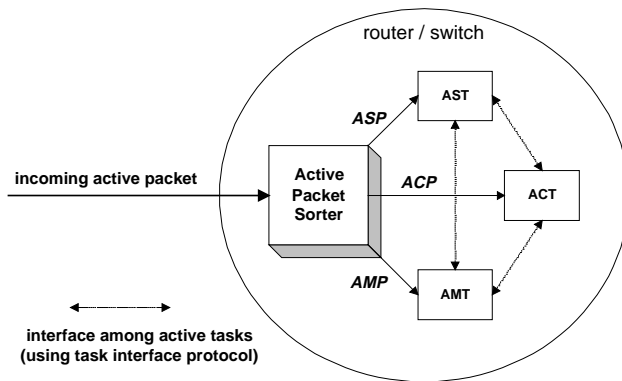 router / switch
AST
ASP
incoming active packet
Active
Packet
Sorter
ACP
ACT
AMP
AMT
interface among active tasks
(using task interface protocol)